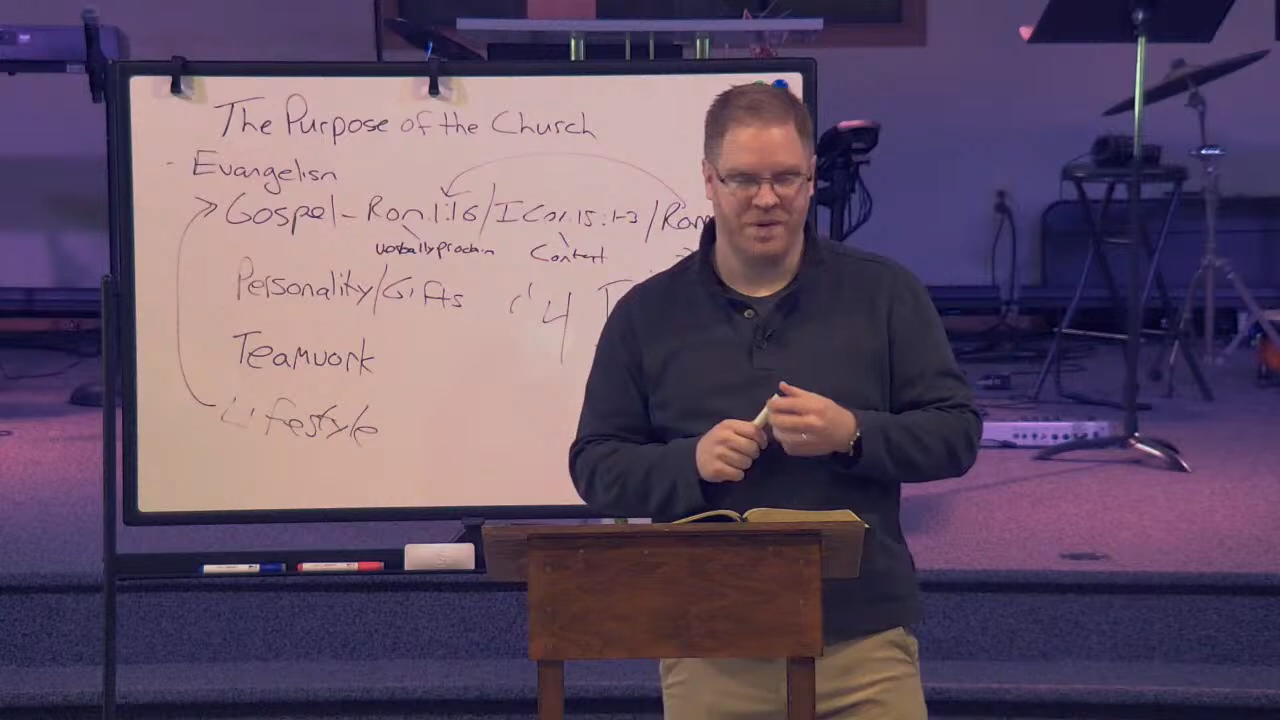 The Purpose of the Church
- Evangelism
Gospel - Rom. 1:16 / I Cor. 15:1-3 / Rom
verbally proclaim
Content
Personality/Gifts
Teamwork
Lifestyle